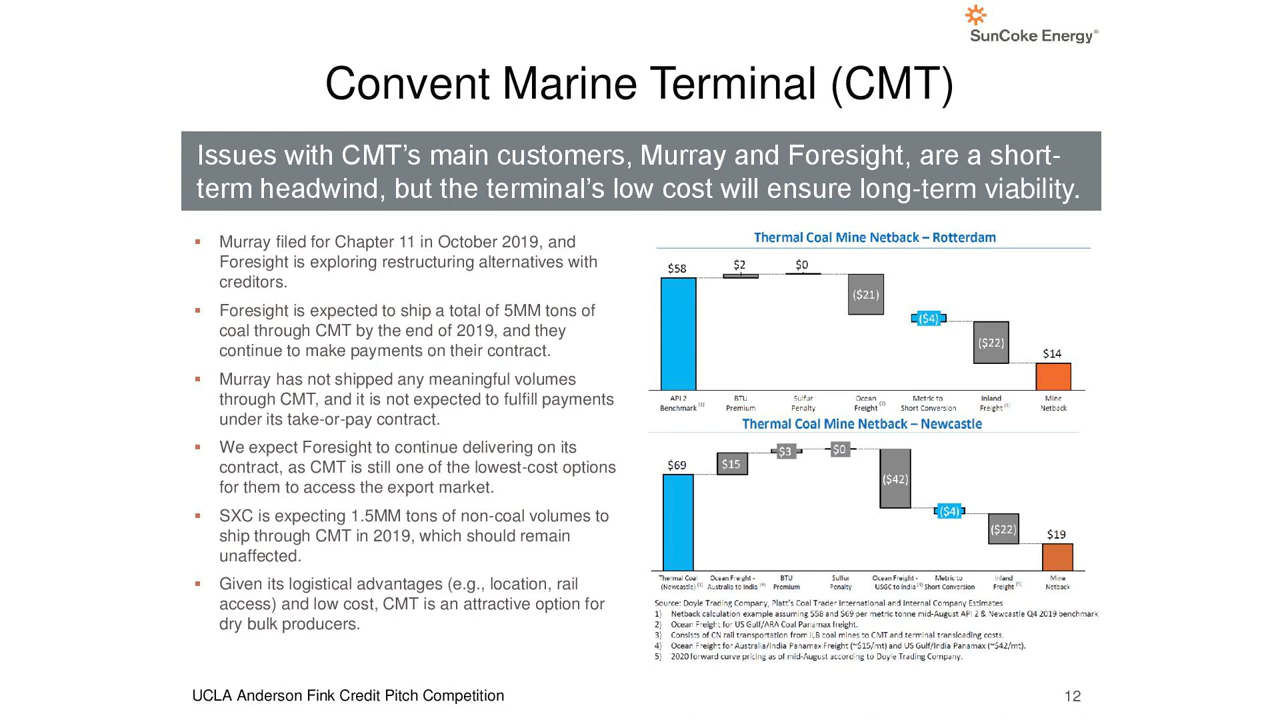 SunCoke Energy®
Convent Marine Terminal (CMT)
Issues with CMT’s main customers, Murray and Foresight, are a short-
term headwind, but the terminal’s low cost will ensure long-term viability.
▪ Murray filed for Chapter 11 in October 2019, and
Foresight is exploring restructuring alternatives with
creditors.
▪ Foresight is expected to ship a total of 5MM tons of
coal through CMT by the end of 2019, and they
continue to make payments on their contract.
▪ Murray has not shipped any meaningful volumes
through CMT, and it is not expected to fulfill payments
under its take-or-pay contract.
▪ We expect Foresight to continue delivering on its
contract, as CMT is still one of the lowest-cost options
for them to access the export market.
▪ SXC is expecting 1.5MM tons of non-coal volumes to
ship through CMT in 2019, which should remain
unaffected.
▪ Given its logistical advantages (e.g., location, rail
access) and low cost, CMT is an attractive option for
dry bulk producers.
Thermal Coal Mine Netback – Rotterdam
$58 $2 $0 ($21) ($4) ($22) $14
API 2 BTU Sulfur Ocean Metric to Inland Mine
Benchmark (1) Premium Penalty Freight (2) Short Conversion Freight (3) Netback
Thermal Coal Mine Netback – Newcastle
$69 $15 $3 $0 ($42) ($4) ($22) $19
Thermal Coal Ocean Freight - BTU Sulfur Ocean Freight - Metric to Inland Mine
(Newcastle) (1) Australia to India (4) Premium Penalty USGC to India (4) Short Conversion Freight (3) Netback
Source: Doyle Trading Company, Platt’s Coal Trader International and Internal Company Estimates
1) Netback calculation example assuming $58 and $69 per metric tonne mid-August API 2 & Newcastle Q4 2019 benchmark
2) Ocean Freight for US Gulf/ARA Coal Panamax freight.
3) Consists of CN rail transportation from ILB coal mines to CMT and terminal transloading costs.
4) Ocean Freight for Australia/India Panamax Freight (~$15/mt) and US Gulf/India Panamax (~$42/mt).
5) 2020 forward curve pricing as of mid-August according to Doyle Trading Company.
UCLA Anderson Fink Credit Pitch Competition
12